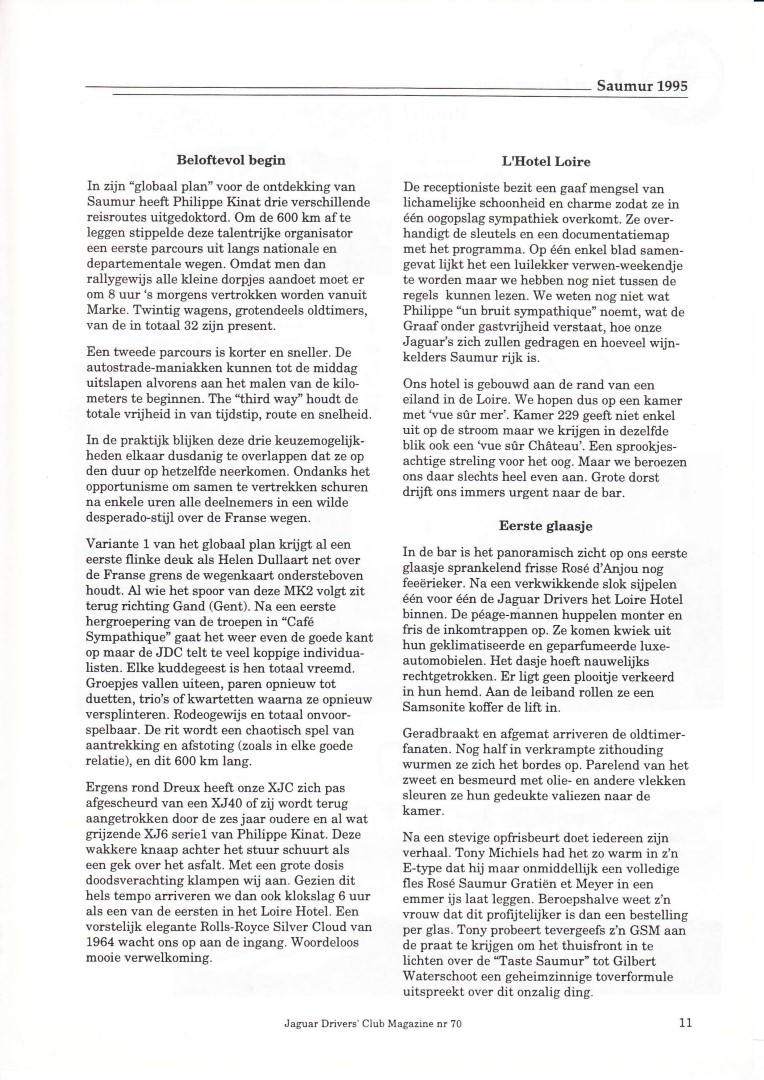 Saumur 1995
Beloftevol begin
In zijn “globaal plan” voor de ontdekking van
Saumur heeft Philippe Kinat drie verschillende
reisroutes uitgedoktord. Om de 600 km af te
leggen stippelde deze talentrijke organisator
een eerste parcours uit langs nationale en
departementale wegen. Omdat men dan
rallygewijs alle kleine dorpjes aandoet moet er
om 8 uur ‘s morgens vertrokken worden vanuit
Marke. Twintig wagens, grotendeels oldtimers,
van de in totaal 32 zijn present.
Een tweede parcours is korter en sneller. De
autostrade-maniakken kunnen tot de middag
uitslapen alvorens aan het malen van de kilo-
meters te beginnen. The “third way” houdt de
totale vrijheid in van tijdstip, route en snelheid.
In de praktijk blijken deze drie keuzemogelijk-
heden elkaar dusdanig te overlappen dat ze op
den duur op hetzelfde neerkomen. Ondanks het
opportunisme om samen te vertrekken schuren
na enkele uren alle deelnemers in een wilde
desperado-stijl over de Franse wegen.
Variante 1 van het globaal plan krijgt al een
eerste flinke deuk als Helen Dullaart net over
de Franse grens de wegenkaart ondersteboven
houdt. Al wie het spoor van deze MK2 volgt zit
terug richting Gand (Gent). Na een eerste
hergroepering van de troepen in “Café
Sympathique” gaat het weer even de goede kant
op maar de JDC telt te veel koppige individua-
listen. Elke kuddegeest is hen totaal vreemd.
Groepjes vallen uiteen, paren opnieuw tot
duetten, trio’s of kwartetten waarna ze opnieuw
versplinteren. Rodeogewijs en totaal onvoor-
spelbaar. De rit wordt een chaotisch spel van
aantrekking en afstoting (zoals in elke goede
relatie), en dit 600 km lang.
Ergens rond Dreux heeft onze XJC zich pas
afgescheurd van een XJ40 of zij wordt terug
aangetrokken door de zes jaar oudere en al wat
grijzende XJ6 serie1 van Philippe Kinat. Deze
wakkere knaap achter het stuur schuurt als
een gek over het asfalt. Met een grote dosis
doodsverachting klampen wij aan. Gezien dit
hels tempo arriveren we dan ook klokslag 6 uur
als een van de eersten in het Loire Hotel. Een
vorstelijk elegante Rolls-Royce Silver Cloud van
1964 wacht ons op aan de ingang. Woordeloos
mooie verwelkoming.
L'Hotel Loire
De receptioniste bezit een gaaf mengsel van
lichamelijke schoonheid en charme zodat ze in
één oogopslag sympathiek overkomt. Ze over-
handigt de sleutels en een documentatiemap
met het programma. Op één enkel blad samen-
gevat lijkt het een luilekker verwen-weekendje
te worden maar we hebben nog niet tussen de
regels kunnen lezen. We weten nog niet wat
Philippe “un bruit sympathique” noemt, wat de
Graaf onder gastvrijheid verstaat, hoe onze
Jaguar’s zich zullen gedragen en hoeveel wijn-
kelders Saumur rijk is.
Ons hotel is gebouwd aan de rand van een
eiland in de Loire. We hopen dus op een kamer
met ‘vue sûr mer’. Kamer 229 geeft niet enkel
uit op de stroom maar we krijgen in dezelfde
blik ook een ‘vue sûr Château’. Een sprookjes-
achtige streling voor het oog. Maar we beroezen
ons daar slechts heel even aan. Grote dorst
drijft ons immers urgent naar de bar.
Eerste glaasje
In de bar is het panoramisch zicht op ons eerste
glaasje sprankelend frisse Rosé d’Anjou nog
feeërieker. Na een verkwikkende slok sijpelen
één voor één de Jaguar Drivers het Loire Hotel
binnen. De péage-mannen huppelen monter en
fris de inkomtrappen op. Ze komen kwiek uit
hun geklimatiseerde en geparfumeerde luxe-
automobielen. Het dasje hoeft nauwelijks
rechtgetrokken. Er ligt geen plooitje verkeerd
in hun hemd. Aan de leiband rollen ze een
Samsonite koffer de lift in.
Geradbraakt en afgemat arriveren de oldtimer-
fanaten. Nog half in verkrampte zithouding
wurmen ze zich het bordes op. Parelend van het
zweet en besmeurd met olie- en andere vlekken
sleuren ze hun gedeukte valiezen naar de
kamer.
Na een stevige opfrisbeurt doet iedereen zijn
verhaal. Tony Michiels had het zo warm in z’n
E-type dat hij maar onmiddellijk een volledige
fles Rosé Saumur Gratiën et Meyer in een
emmer ijs laat leggen. Beroepshalve weet z’n
vrouw dat dit profijtelijker is dan een bestelling
per glas. Tony probeert tevergeefs z’n GSM aan
de praat te krijgen om het thuisfront in te
lichten over de “Taste Saumur” tot Gilbert
Waterschoot een geheimzinnige toverformule
uitspreekt over dit onzalig ding.
Jaguar Drivers’ Club Magazine nr 70
11